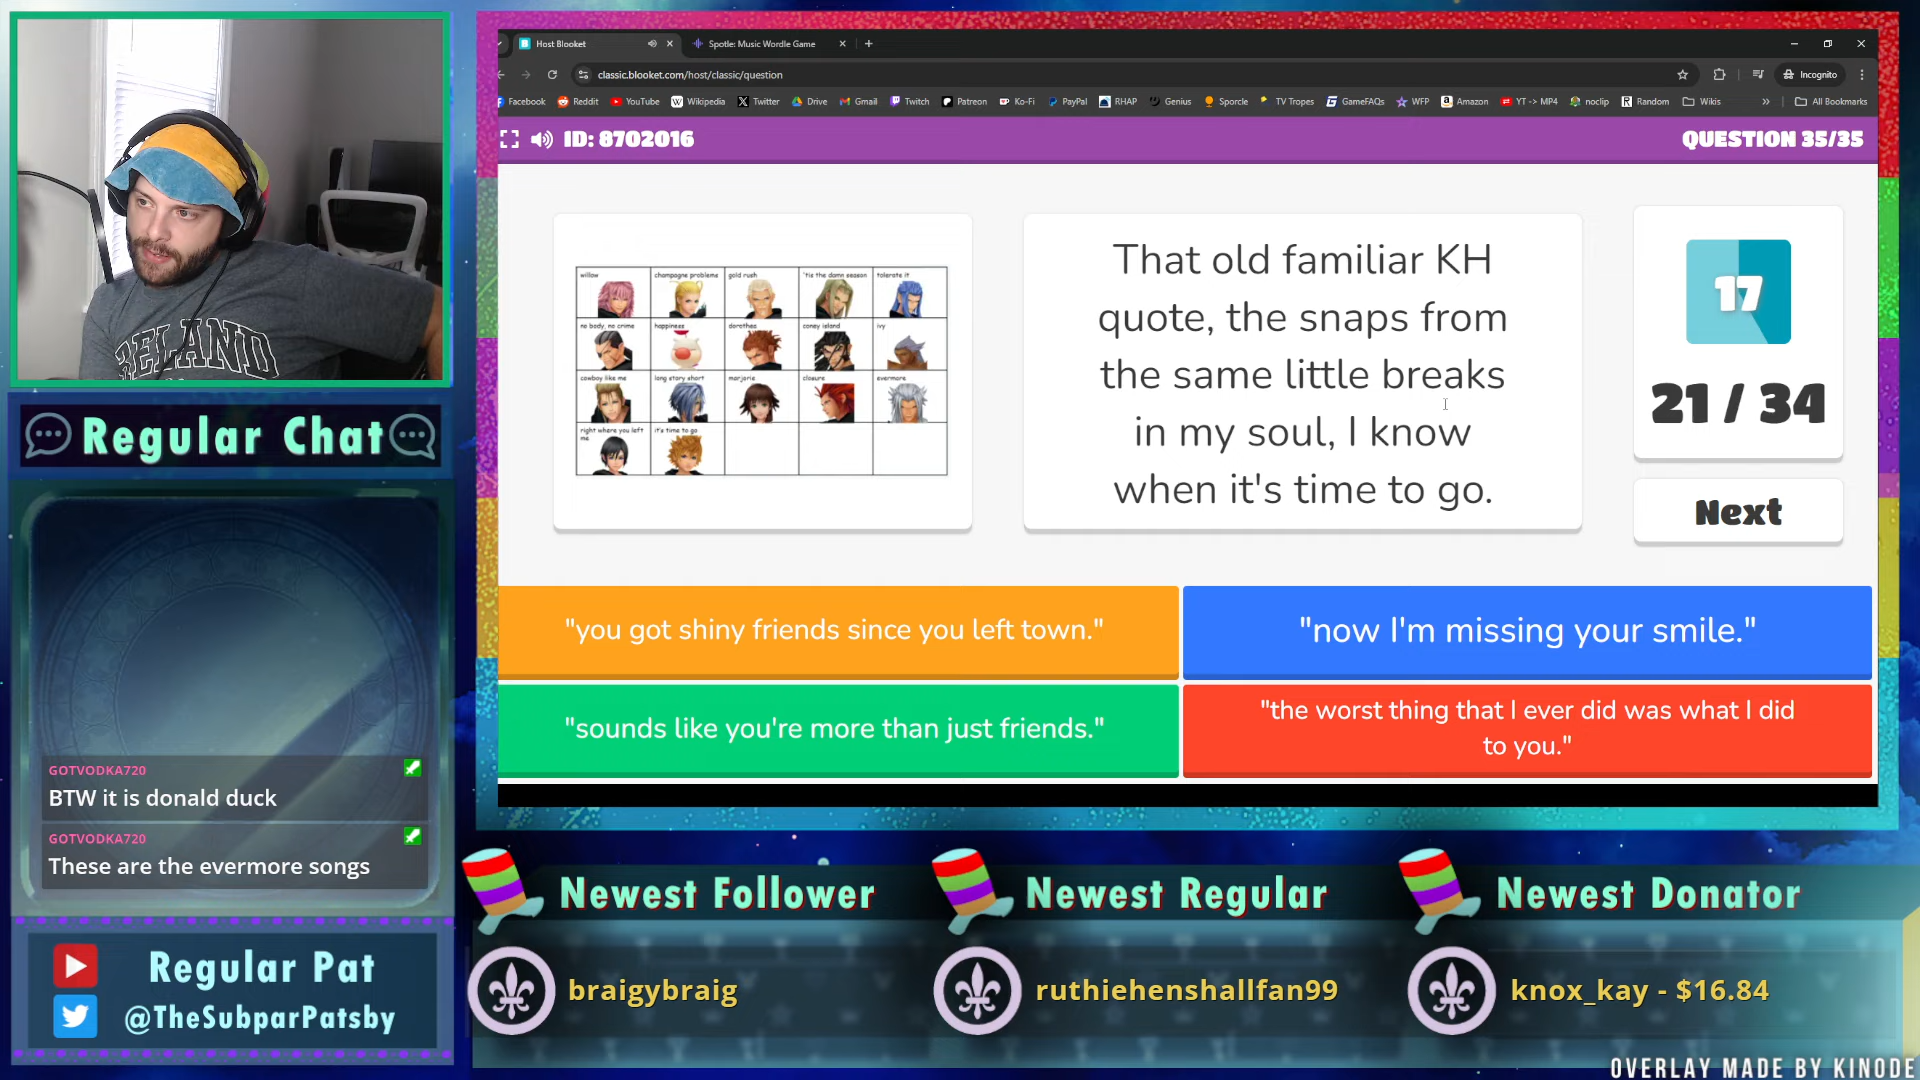 Host Blooket
Spotle: Music Wordle Game
classic.blooket.com/host/classic/question
Incognito
Facebook
Reddit
YouTube
Wikipedia
Twitter
Drive
Gmail
Twitch
Patreon
Ko-Fi
PayPal
RHAP
Genius
Sporcle
TV Tropes
GameFAQs
WFP
Amazon
YT -> MP4
noclip
Random
Wikis
»
All Bookmarks
ID: 8702016
QUESTION 35/35
willow
champagne problems
gold rush
'tis the damn season
tolerate it
no body, no crime
happiness
dorothea
coney island
ivy
cowboy like me
long story short
marjorie
closure
evermore
right where you left
me
it's time to go
That old familiar KH
quote, the snaps from
the same little breaks
in my soul, I know
when it's time to go.
17
21 / 34
Next
"you got shiny friends since you left town."
"now I'm missing your smile."
"sounds like you're more than just friends."
"the worst thing that I ever did was what I did
to you."
RELAND
Regular Chat
GOTVODKA720
BTW it is donald duck
GOTVODKA720
These are the evermore songs
Regular Pat
@TheSubparPatsby
Newest Follower
braigybraig
Newest Regular
ruthiehenshallfan99
Newest Donator
knox_kay - $16.84
OVERLAY MADE BY KINODE